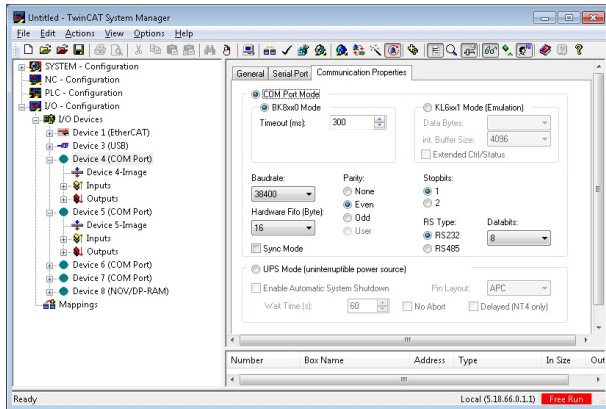 Untitled - TwinCAT System Manager
File Edit Actions View Options Help
SYSTEM - Configuration
NC - Configuration
PLC - Configuration
I/O - Configuration
I/O Devices
Device 1 (EtherCAT)
Device 3 (USB)
Device 4 (COM Port)
Device 4-Image
Inputs
Outputs
Device 5 (COM Port)
Device 5-Image
Inputs
Outputs
Device 6 (COM Port)
Device 7 (COM Port)
Device 8 (NOV/DP-RAM)
Mappings
General Serial Port Communication Properties
COM Port Mode
BK8xx0 Mode
Timeout (ms): 300
KL6xx1 Mode (Emulation)
Data Bytes:
int. Buffer Size: 4096
Extended Ctrl/Status
Baudrate:
38400
Hardware Fifo (Byte):
16
Sync Mode
Parity:
None
Even
Odd
User
Stopbits:
1
2
RS Type:
RS232
RS485
Databits:
8
UPS Mode (uninterruptible power source)
Enable Automatic System Shutdown
Pin Layout: APC
Wait Time (s): 60
No Abort
Delayed (NT4 only)
Number Box Name Address Type In Size Out
Ready
Local (5.18.66.0.1.1) Free Run